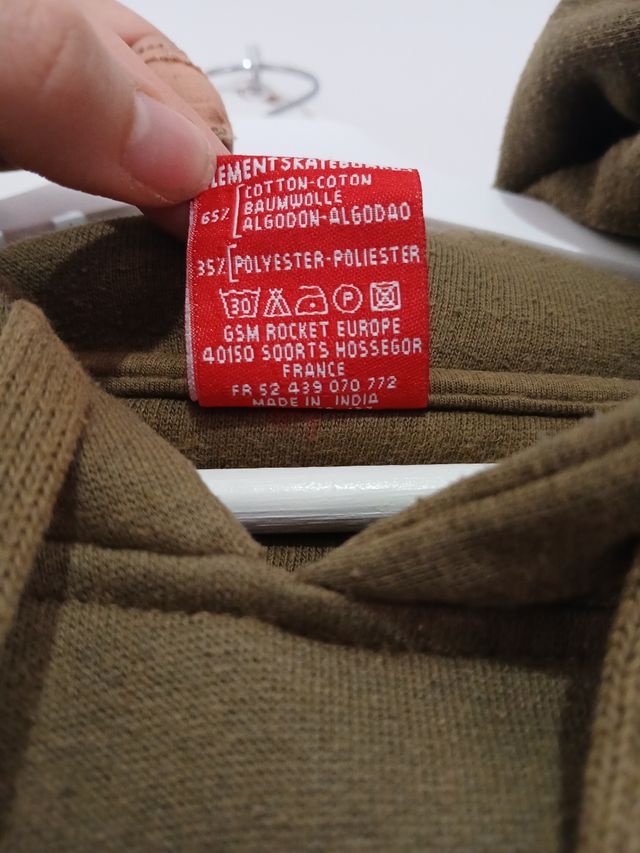 65% COTTON-COTON
BAUMWOLLE
ALGODON-ALGODAO
35% POLYESTER-POLIESTER
30
P
GSM ROCKET EUROPE
40150 SOORTS HOSSEGOR
FRANCE
FR 52 439 070 772
MADE IN INDIA